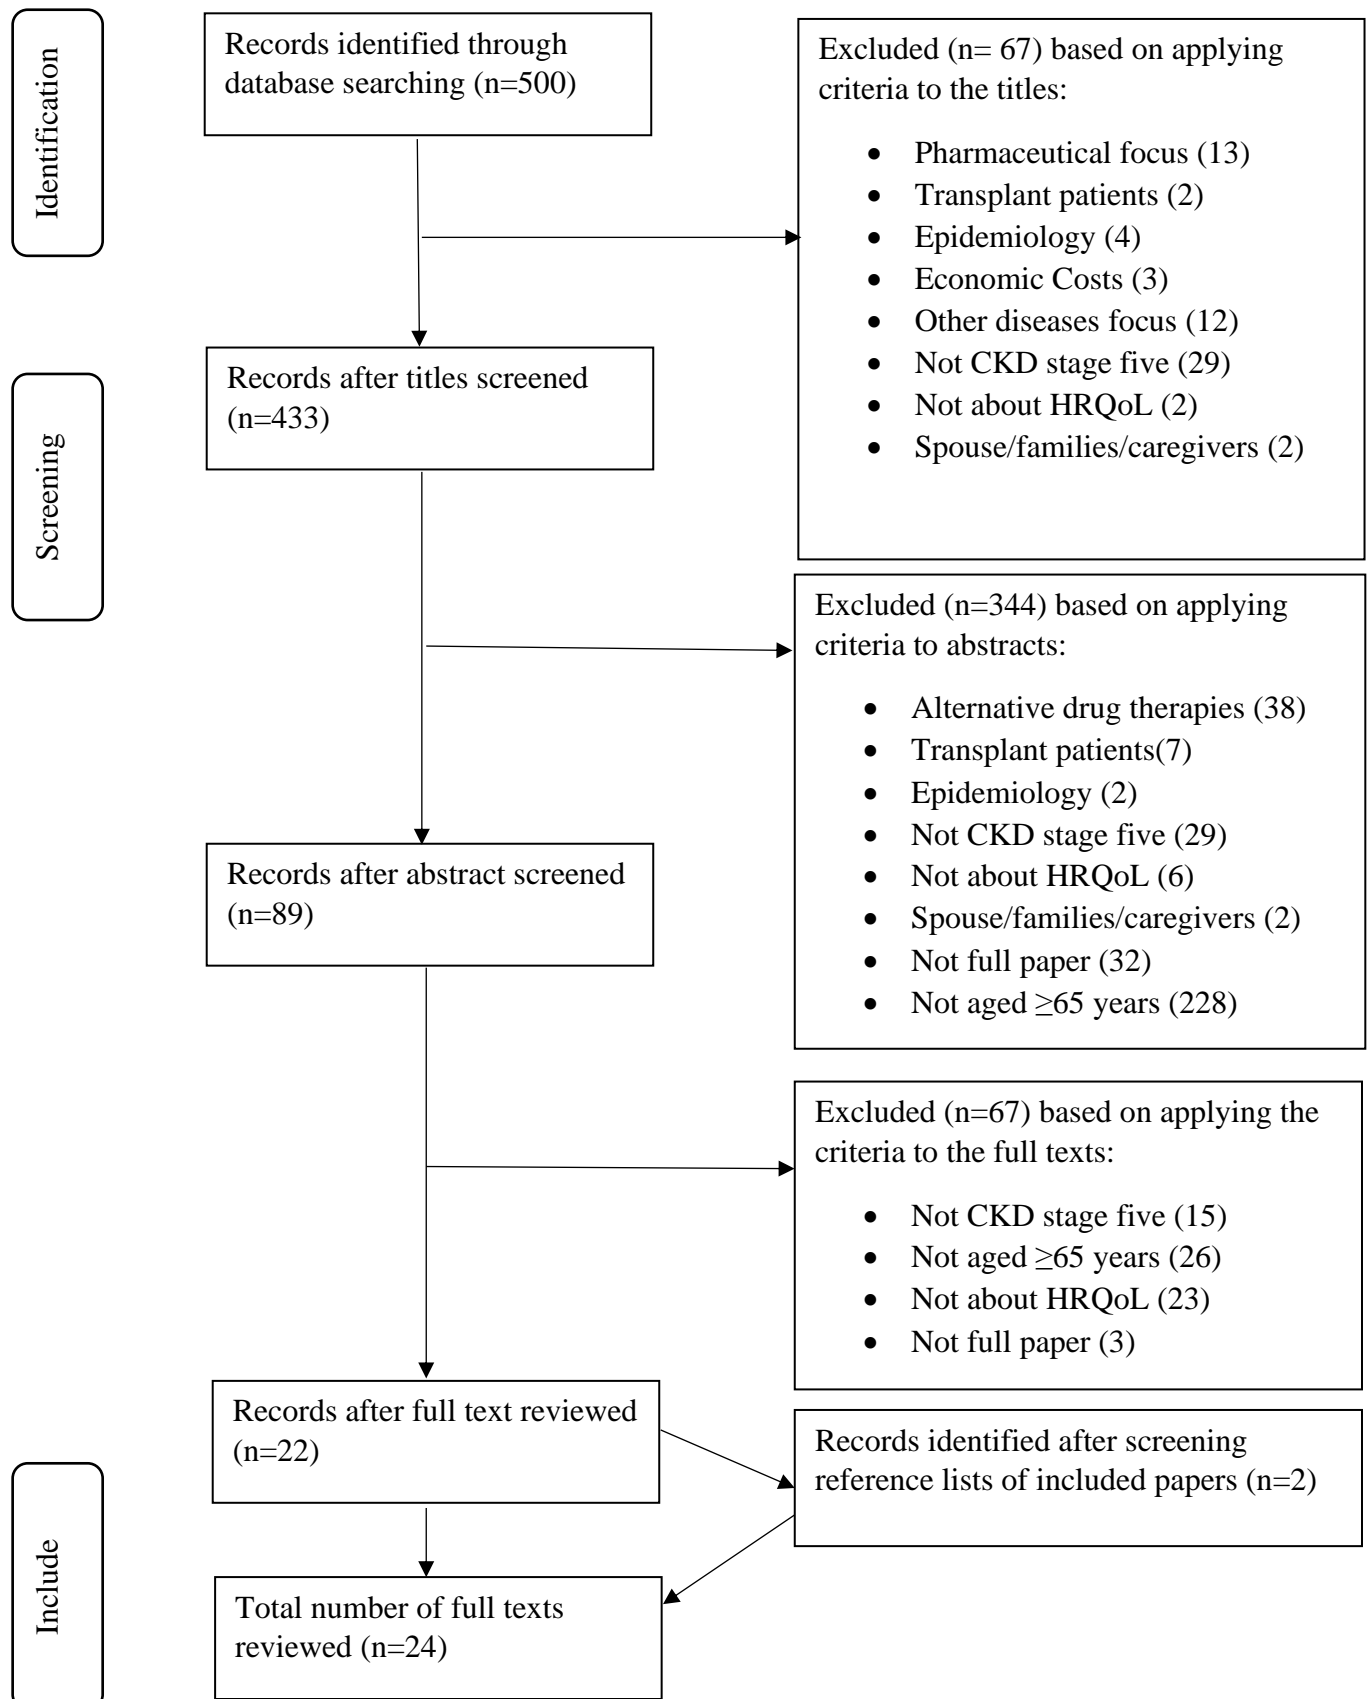 Identification
Records identified through
database searching (n=500)
Excluded (n= 67) based on applying
criteria to the titles:
• Pharmaceutical focus (13)
• Transplant patients (2)
• Epidemiology (4)
• Economic Costs (3)
• Other diseases focus (12)
• Not CKD stage five (29)
• Not about HRQoL (2)
• Spouse/families/caregivers (2)
Screening
Records after titles screened
(n=433)
Excluded (n=344) based on applying
criteria to abstracts:
• Alternative drug therapies (38)
• Transplant patients(7)
• Epidemiology (2)
• Not CKD stage five (29)
• Not about HRQoL (6)
• Spouse/families/caregivers (2)
• Not full paper (32)
• Not aged ≥65 years (228)
Records after abstract screened
(n=89)
Excluded (n=67) based on applying the
criteria to the full texts:
• Not CKD stage five (15)
• Not aged ≥65 years (26)
• Not about HRQoL (23)
• Not full paper (3)
Records after full text reviewed
(n=22)
Records identified after screening
reference lists of included papers (n=2)
Include
Total number of full texts
reviewed (n=24)